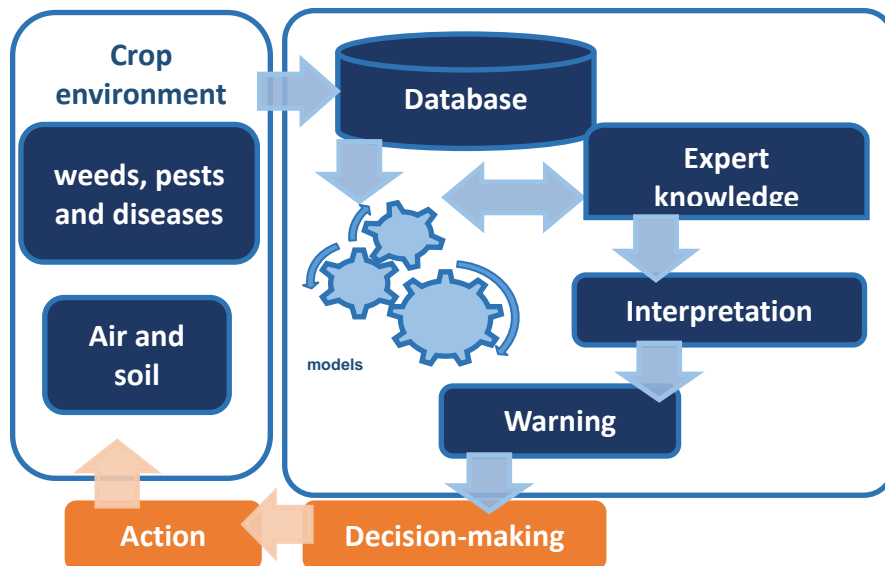 Crop
environment
weeds, pests
and diseases
Air and
soil
Database
Expert
knowledge
models
Interpretation
Warning
Action
Decision-making